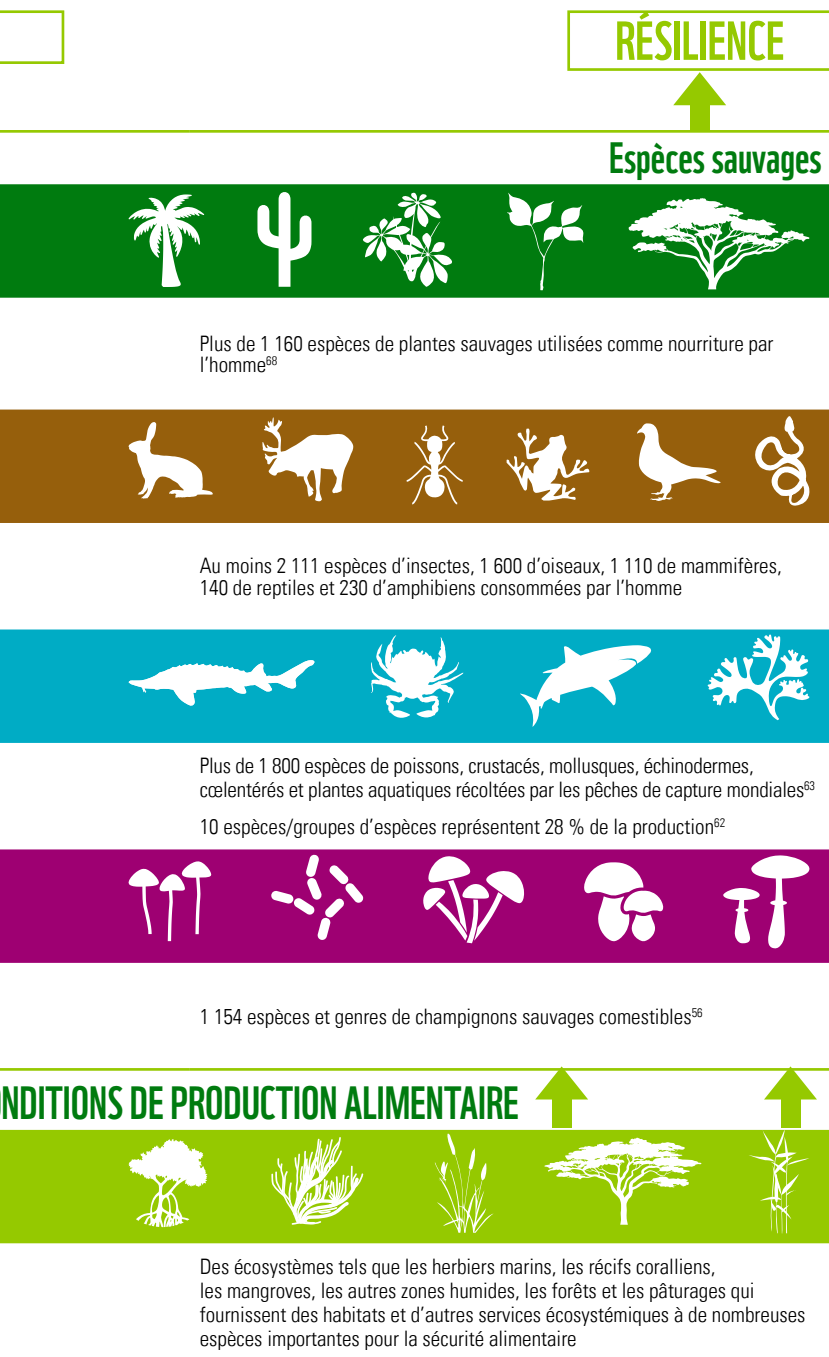 RÉSILIENCE
Espèces sauvages
Plus de 1 160 espèces de plantes sauvages utilisées comme nourriture par
l’homme68
Au moins 2 111 espèces d’insectes, 1 600 d’oiseaux, 1 110 de mammifères,
140 de reptiles et 230 d’amphibiens consommées par l’homme
Plus de 1 800 espèces de poissons, crustacés, mollusques, échinodermes,
cœlentérés et plantes aquatiques récoltées par les pêches de capture mondiales63
10 espèces/groupes d’espèces représentent 28 % de la production62
1 154 espèces et genres de champignons sauvages comestibles56
ONDITIONS DE PRODUCTION ALIMENTAIRE
Des écosystèmes tels que les herbiers marins, les récifs coralliens,
les mangroves, les autres zones humides, les forêts et les pâturages qui
fournissent des habitats et d’autres services écosystémiques à de nombreuses
espèces importantes pour la sécurité alimentaire